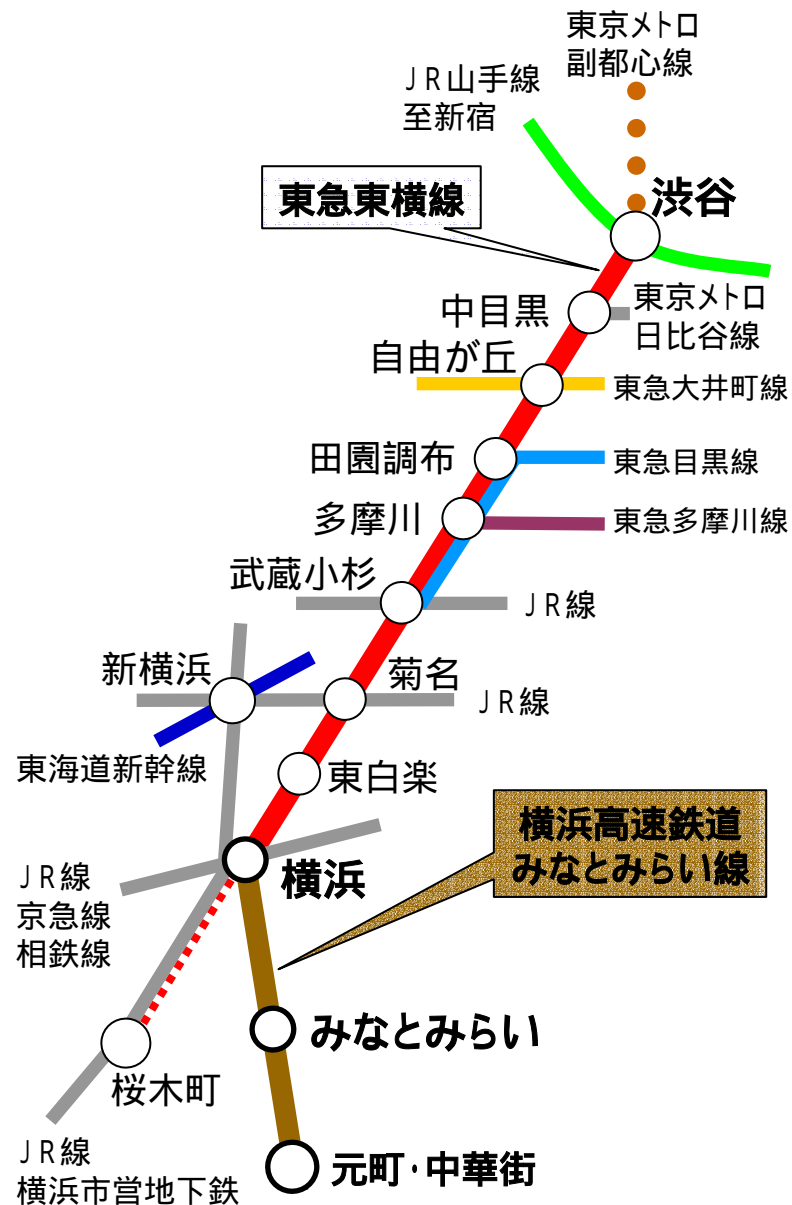 東京メトロ
副都心線
JR山手線
至新宿
渋谷
東急東横線
中目黒
東京メトロ
日比谷線
自由が丘
東急大井町線
田園調布
東急目黒線
多摩川
東急多摩川線
武蔵小杉
JR線
新横浜
菊名
JR線
東海道新幹線
東白楽
横浜高速鉄道
みなとみらい線
横浜
JR線
京急線
相鉄線
みなとみらい
桜木町
JR線
横浜市営地下鉄
元町・中華街